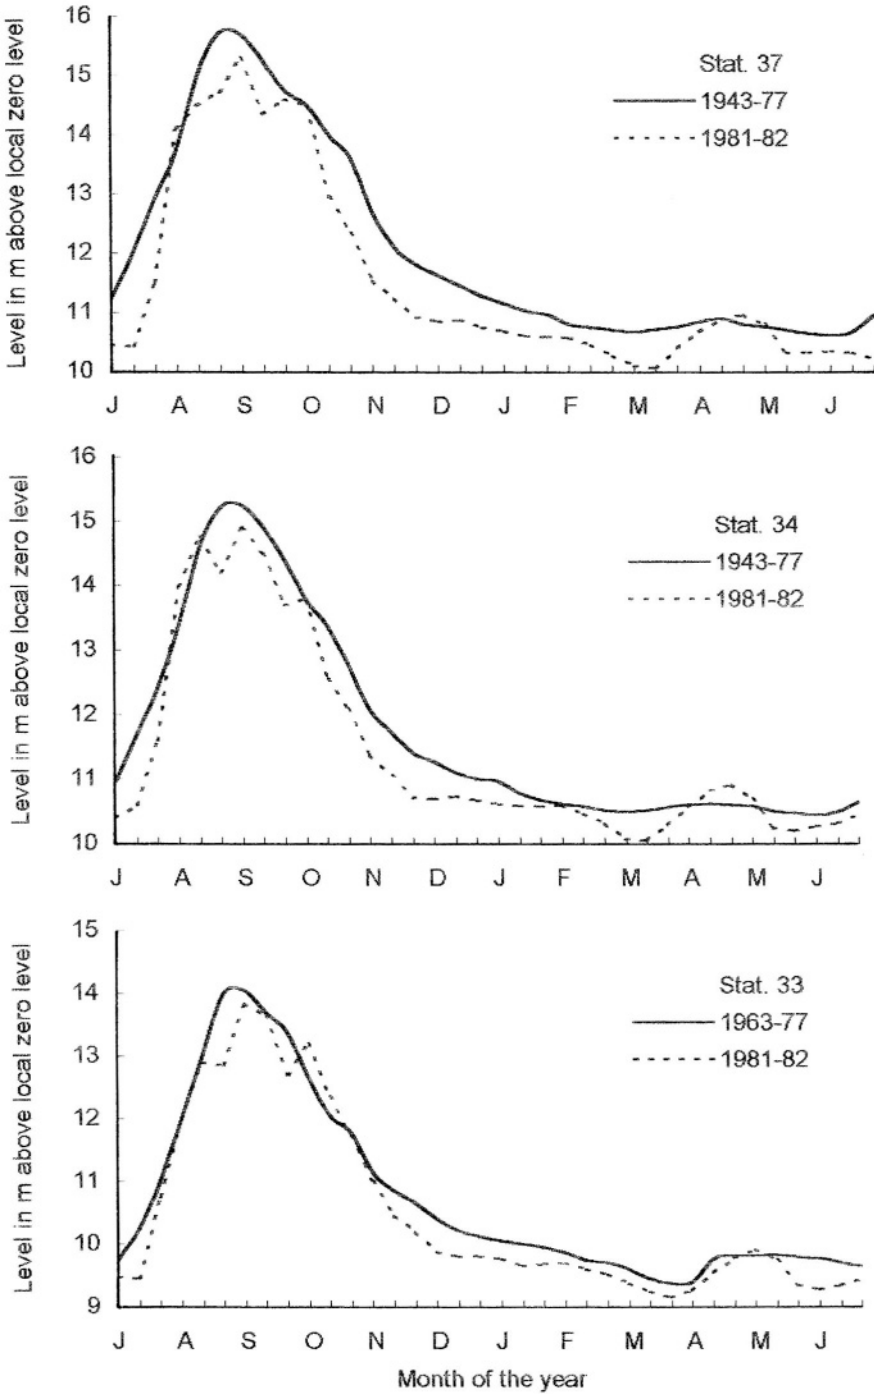 Level in m above local zero level
16
15
14
13
12
11
10
Stat. 37
1943-77
1981-82
J A S O N D J F M A M J
Level in m above local zero level
16
15
14
13
12
11
10
Stat. 34
1943-77
1981-82
J A S O N D J F M A M J
Level in m above local zero level
15
14
13
12
11
10
9
Stat. 33
1963-77
1981-82
J A S O N D J F M A M J
Month of the year